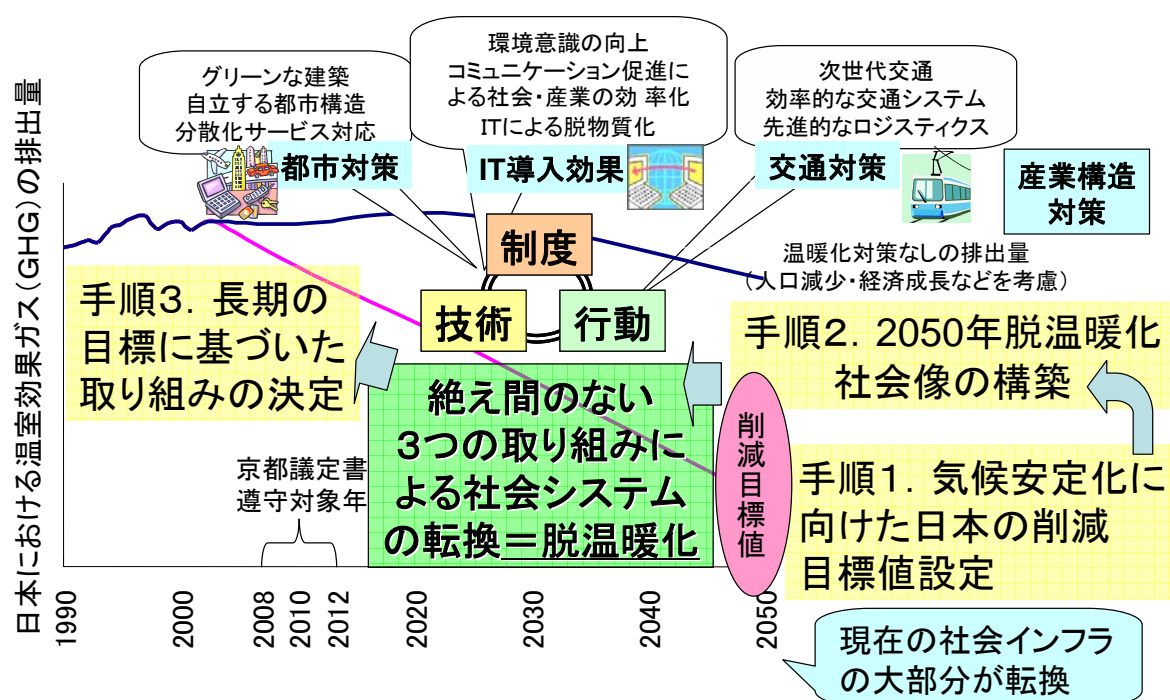 日本における温室効果ガス(GHG)の排出量
グリーンな建築
自立する都市構造
分散化サービス対応
環境意識の向上
コミュニケーション促進に
よる社会・産業の効 率化
ITによる脱物質化
次世代交通
効率的な交通システム
先進的なロジスティクス
都市対策
IT導入効果
交通対策
産業構造
対策
制度
技術
行動
温暖化対策なしの排出量
(人口減少・経済成長などを考慮)
手順3. 長期の
目標に基づいた
取り組みの決定
手順2. 2050年脱温暖化
社会像の構築
絶え間のない
3つの取り組みに
よる社会システム
の転換=脱温暖化
削減目標値
手順1. 気候安定化に
向けた日本の削減
目標値設定
京都議定書
遵守対象年
1990
2000
2008
2010
2012
2020
2030
2040
2050
現在の社会インフラ
の大部分が転換